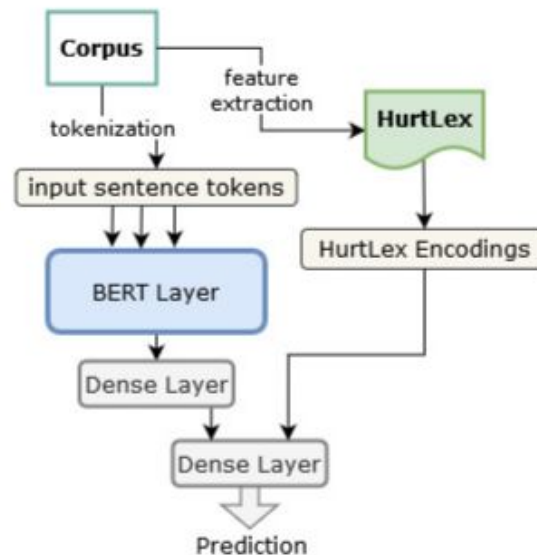 Corpus
feature
extraction
tokenization
HurtLex
input sentence tokens
HurtLex Encodings
BERT Layer
Dense Layer
Dense Layer
Prediction